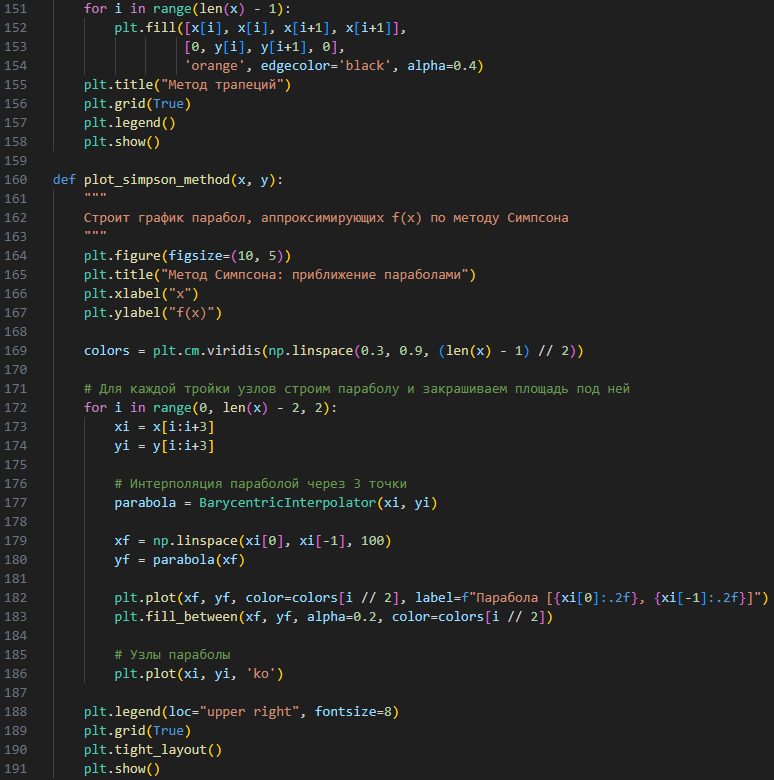 151     for i in range(len(x) - 1):
152         plt.fill([x[i], x[i], x[i+1], x[i+1]],
153                  [0, y[i], y[i+1], 0],
154                  'orange', edgecolor='black', alpha=0.4)
155     plt.title("Метод трапеций")
156     plt.grid(True)
157     plt.legend()
158     plt.show()
159
160 def plot_simpson_method(x, y):
161     """
162     Строит график парабол, аппроксимирующих f(x) по методу Симпсона
163     """
164     plt.figure(figsize=(10, 5))
165     plt.title("Метод Симпсона: приближение параболами")
166     plt.xlabel("x")
167     plt.ylabel("f(x)")
168
169     colors = plt.cm.viridis(np.linspace(0.3, 0.9, (len(x) - 1) // 2))
170
171     # Для каждой тройки узлов строим параболу и закрашиваем площадь под ней
172     for i in range(0, len(x) - 2, 2):
173         xi = x[i:i+3]
174         yi = y[i:i+3]
175
176         # Интерполяция параболой через 3 точки
177         parabola = BarycentricInterpolator(xi, yi)
178
179         xf = np.linspace(xi[0], xi[-1], 100)
180         yf = parabola(xf)
181
182         plt.plot(xf, yf, color=colors[i // 2], label=f"Парабола [{xi[0]:.2f}, {xi[-1]:.2f}]")
183         plt.fill_between(xf, yf, alpha=0.2, color=colors[i // 2])
184
185         # Узлы параболы
186         plt.plot(xi, yi, 'ko')
187
188     plt.legend(loc="upper right", fontsize=8)
189     plt.grid(True)
190     plt.tight_layout()
191     plt.show()